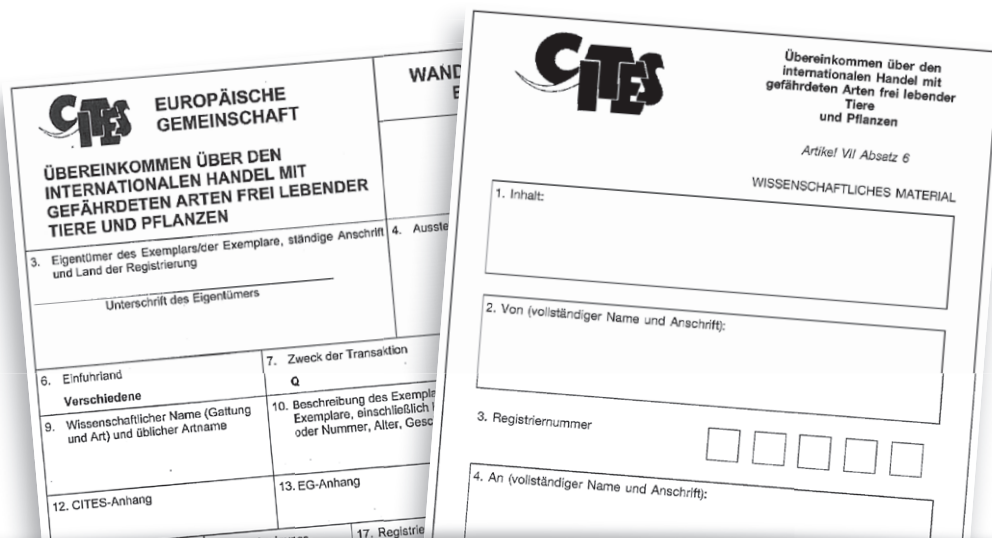 CITES
EUROPÄISCHE
GEMEINSCHAFT
ÜBEREINKOMMEN ÜBER DEN
INTERNATIONALEN HANDEL MIT
GEFÄHRDETEN ARTEN FREI LEBENDER
TIERE UND PFLANZEN
3. Eigentümer des Exemplars/der Exemplare, ständige Anschrift
und Land der Registrierung
Unterschrift des Eigentümers
4.
6. Einfuhrland
Verschiedene
7. Zweck der Transaktion
Q
9. Wissenschaftlicher Name (Gattung
und Art) und üblicher Artname
10. Beschreibung des
Exemplare, einschließlich
oder Nummer, Alter,
12. CITES-Anhang
13. EG-Anhang
17.
CITES
Übereinkommen über den
internationalen Handel mit
gefährdeten Arten frei lebender
Tiere
und Pflanzen
Artikel VII Absatz 6
WISSENSCHAFTLICHES MATERIAL
1. Inhalt:
2. Von (vollständiger Name und Anschrift):
3. Registriernummer
4. An (vollständiger Name und Anschrift):